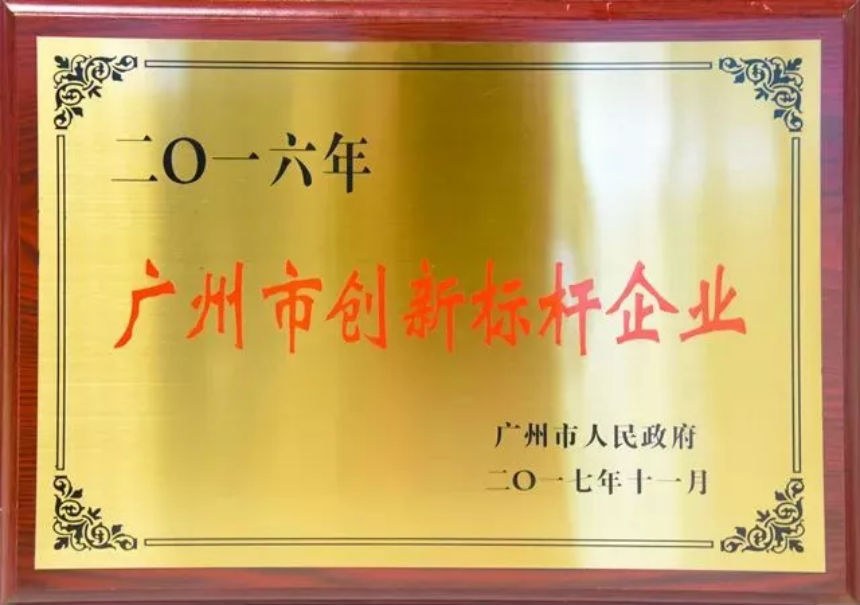 二〇一六年
广州市创新标杆企业
广州市人民政府
二〇一七年十一月